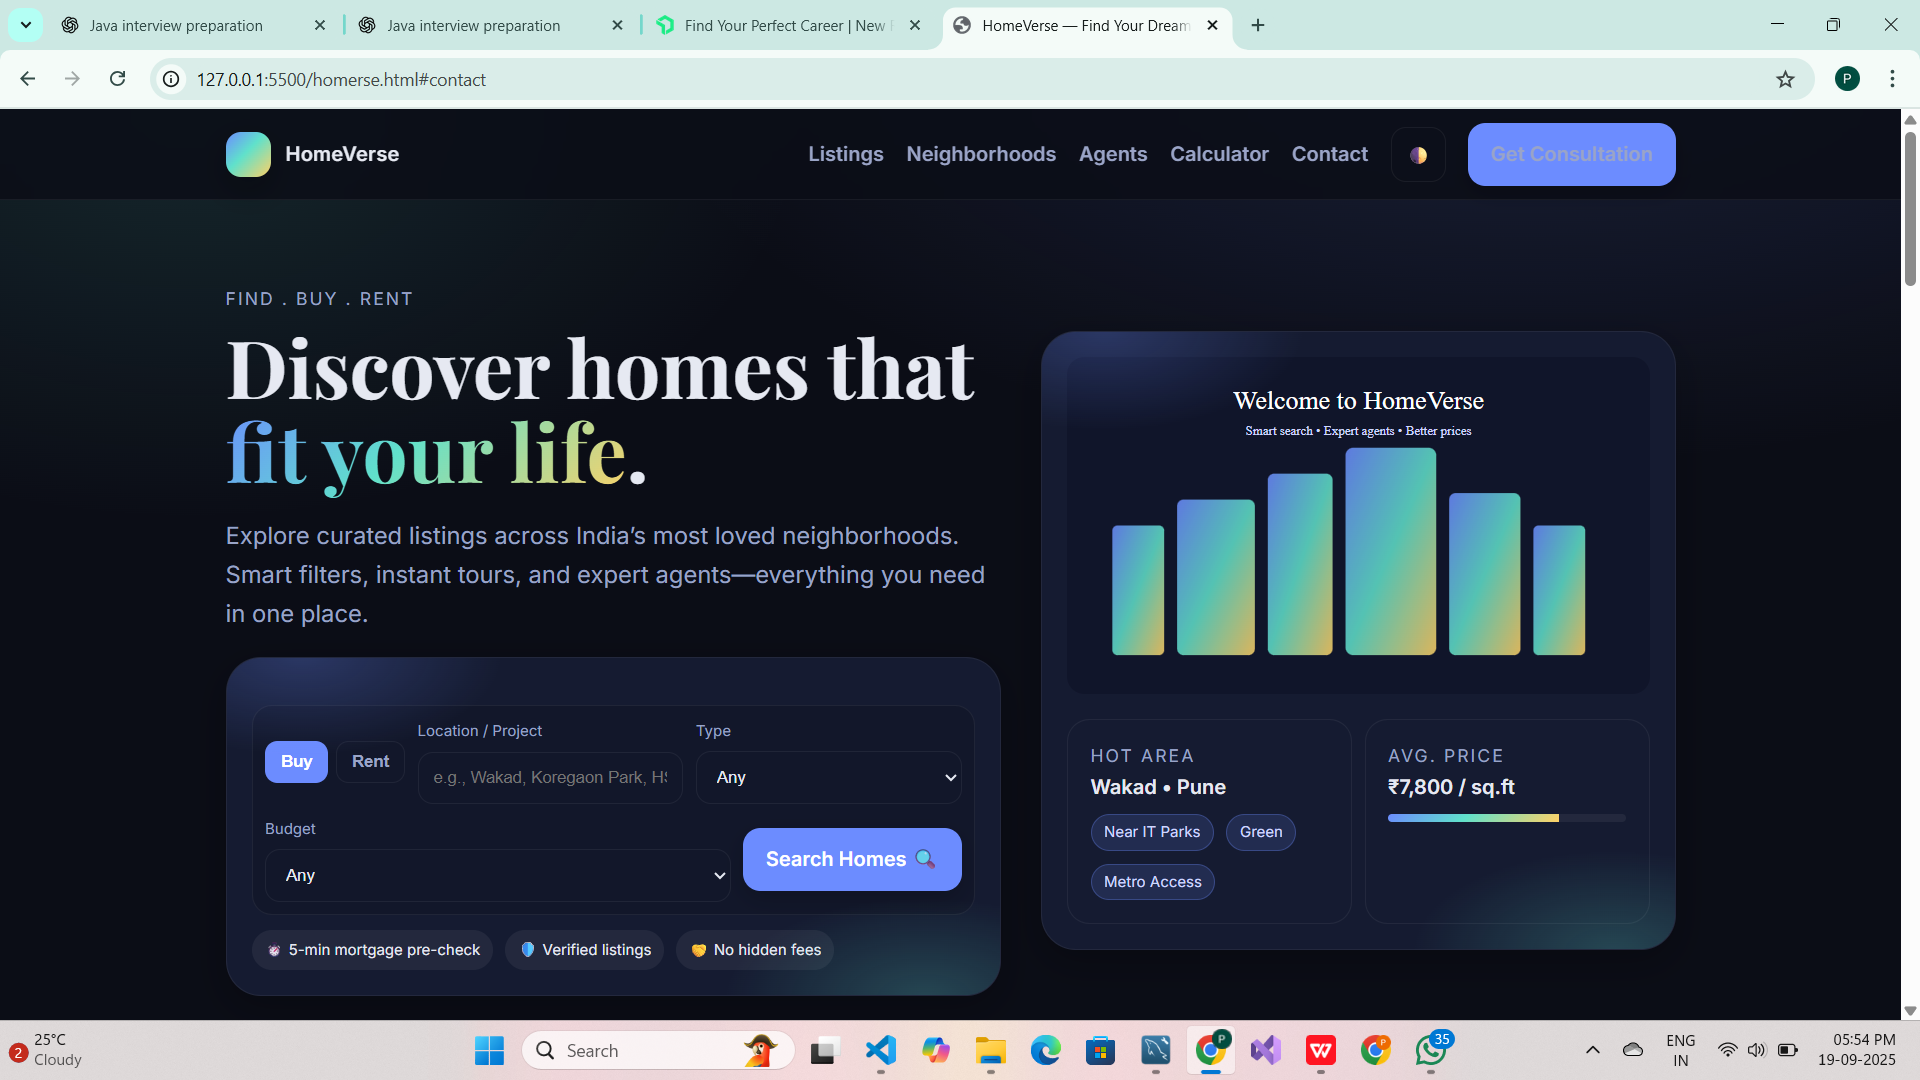 Java interview preparation
Java interview preparation
Find Your Perfect Career | New
HomeVerse — Find Your Dream
127.0.0.1:5500/homerse.html#contact
P
HomeVerse
Listings
Neighborhoods
Agents
Calculator
Contact
Get Consultation
FIND . BUY . RENT
Discover homes that
fit your life.
Explore curated listings across India’s most loved neighborhoods.
Smart filters, instant tours, and expert agents—everything you need
in one place.
Buy
Rent
Location / Project
e.g., Wakad, Koregaon Park, HS
Type
Any
Budget
Any
Search Homes
5-min mortgage pre-check
Verified listings
No hidden fees
Welcome to HomeVerse
Smart search • Expert agents • Better prices
HOT AREA
Wakad • Pune
Near IT Parks
Green
Metro Access
AVG. PRICE
₹7,800 / sq.ft
2
25°C
Cloudy
Search
P
W
P
35
ENG
IN
05:54 PM
19-09-2025